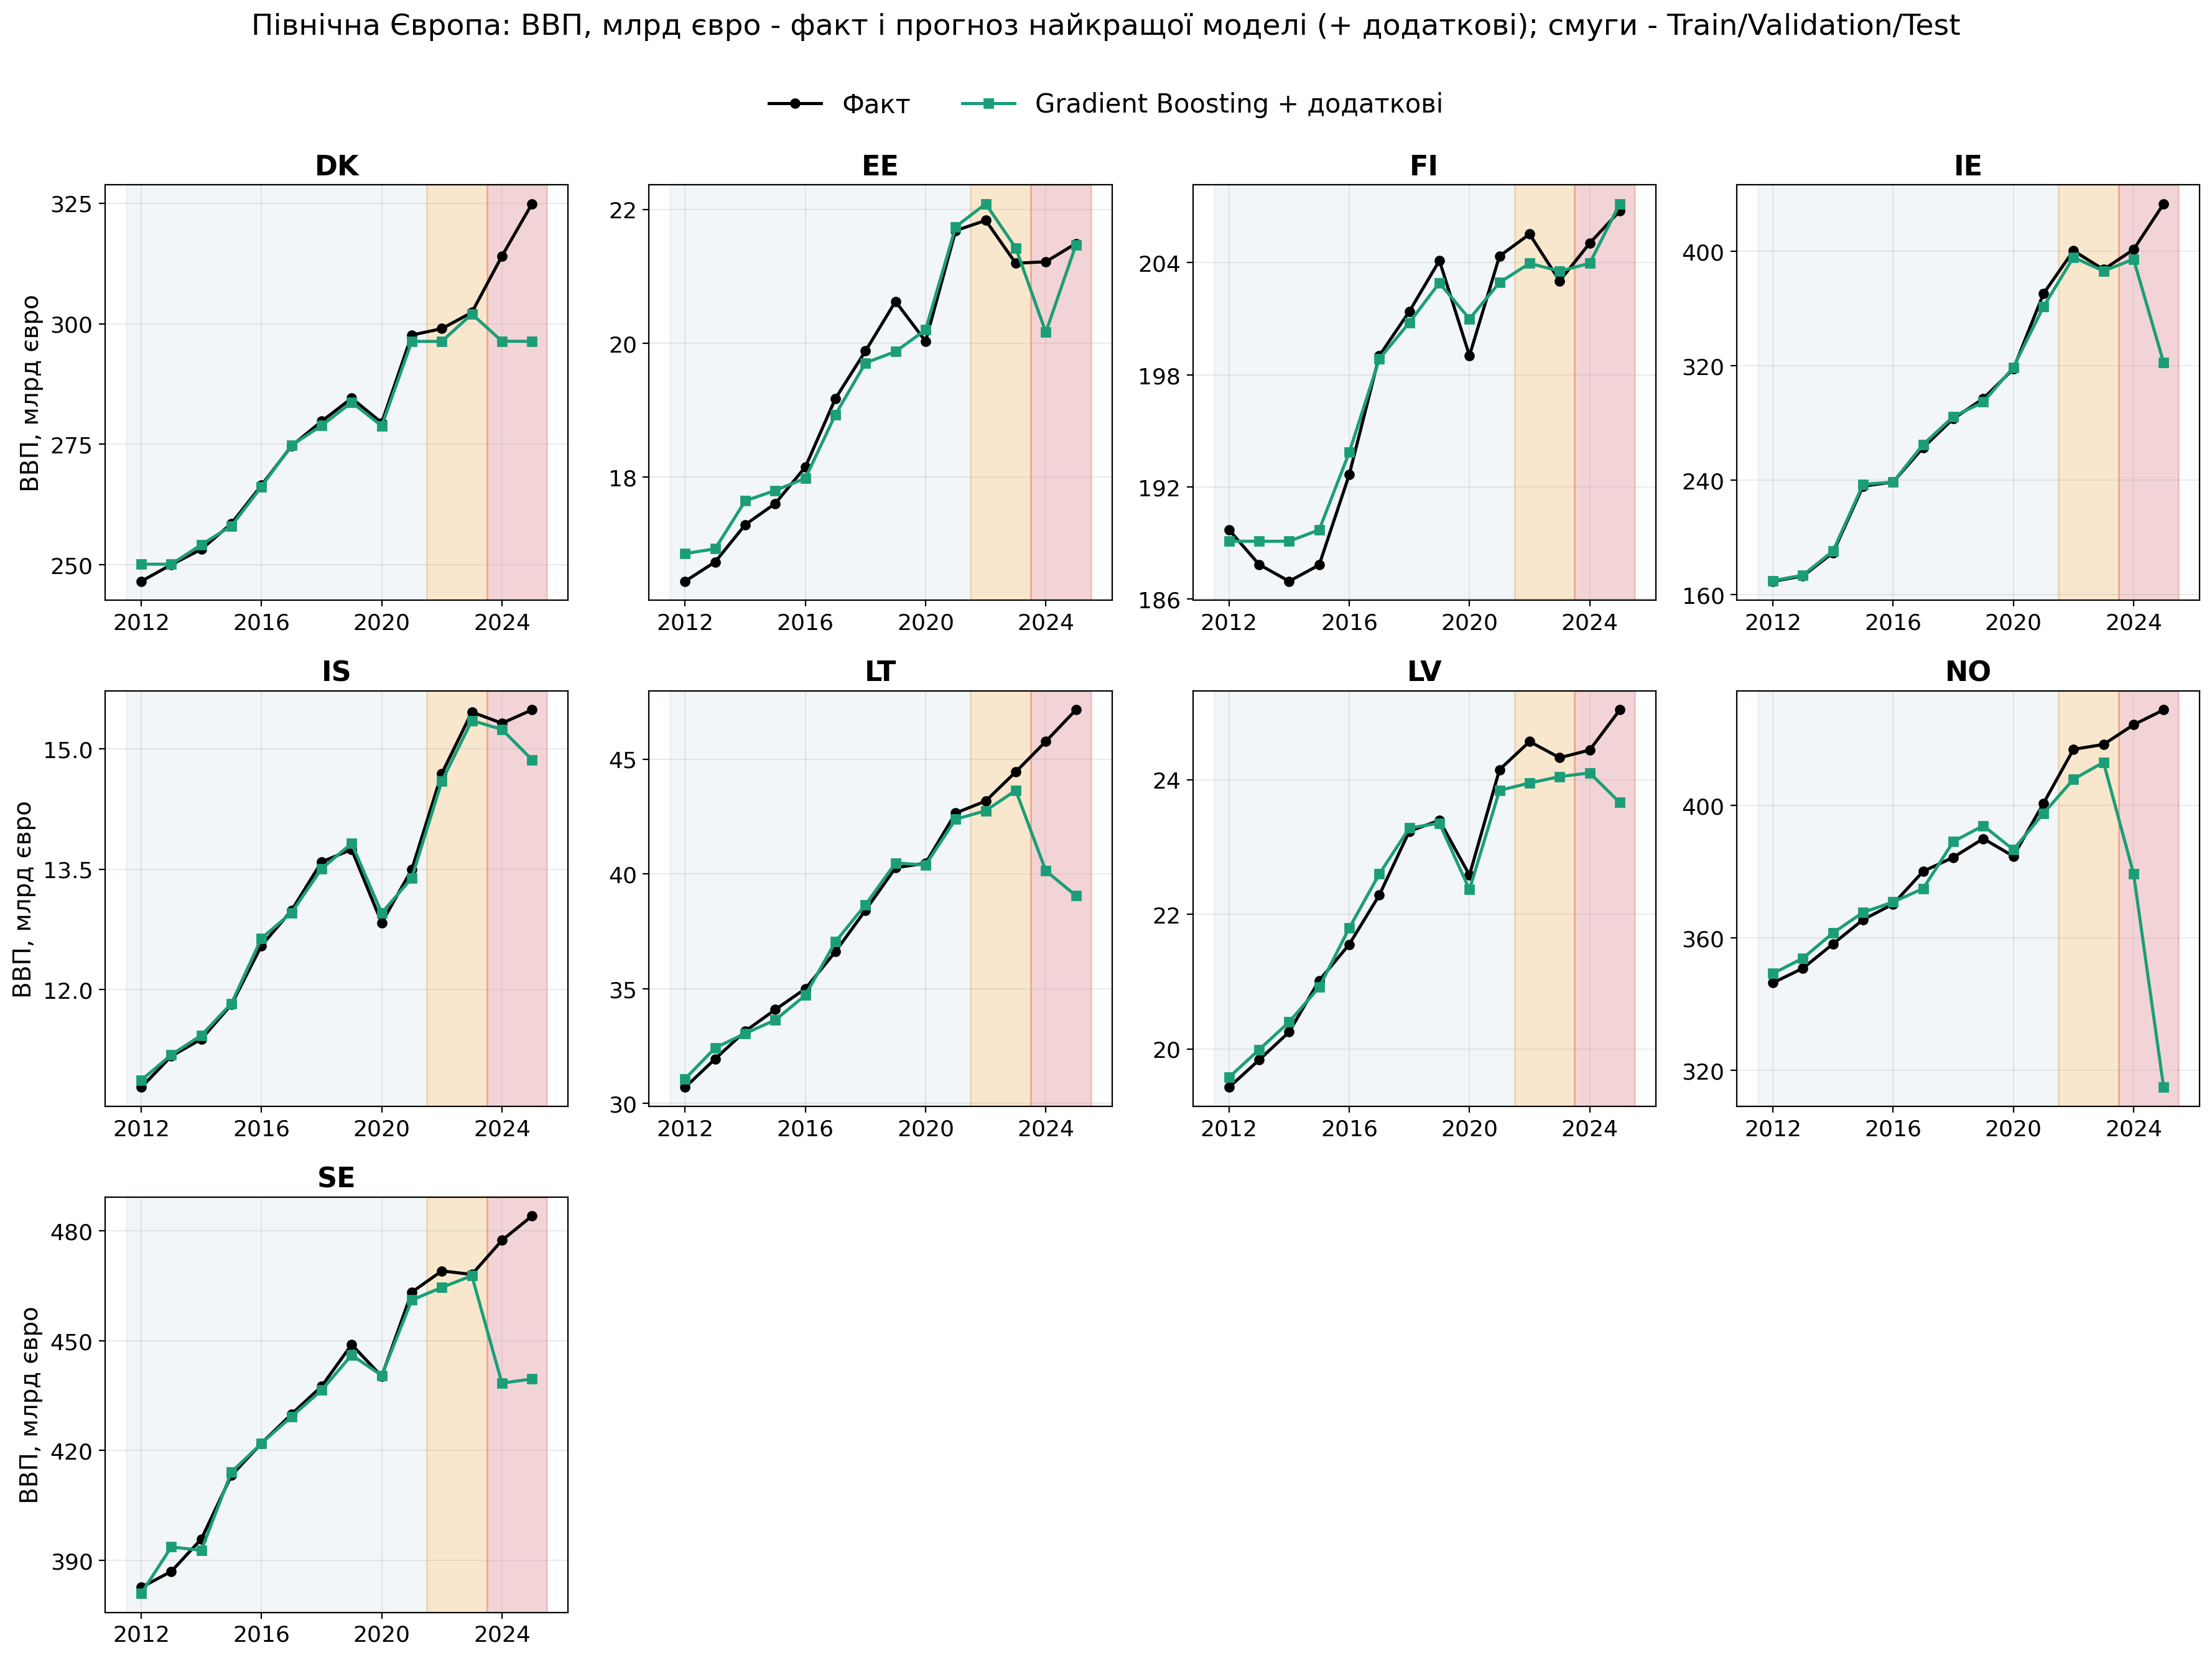 Північна Європа: ВВП, млрд євро - факт і прогноз найкращої моделі (+ додаткові); смуги - Train/Validation/Test
Факт
Gradient Boosting + додаткові
DK
EE
FI
IE
ВВП, млрд євро
325
300
275
250
2012 2016 2020 2024
22
20
18
2012 2016 2020 2024
204
198
192
186
2012 2016 2020 2024
400
320
240
160
2012 2016 2020 2024
IS
LT
LV
NO
ВВП, млрд євро
15.0
13.5
12.0
2012 2016 2020 2024
45
40
35
30
2012 2016 2020 2024
24
22
20
2012 2016 2020 2024
400
360
320
2012 2016 2020 2024
SE
ВВП, млрд євро
480
450
420
390
2012 2016 2020 2024